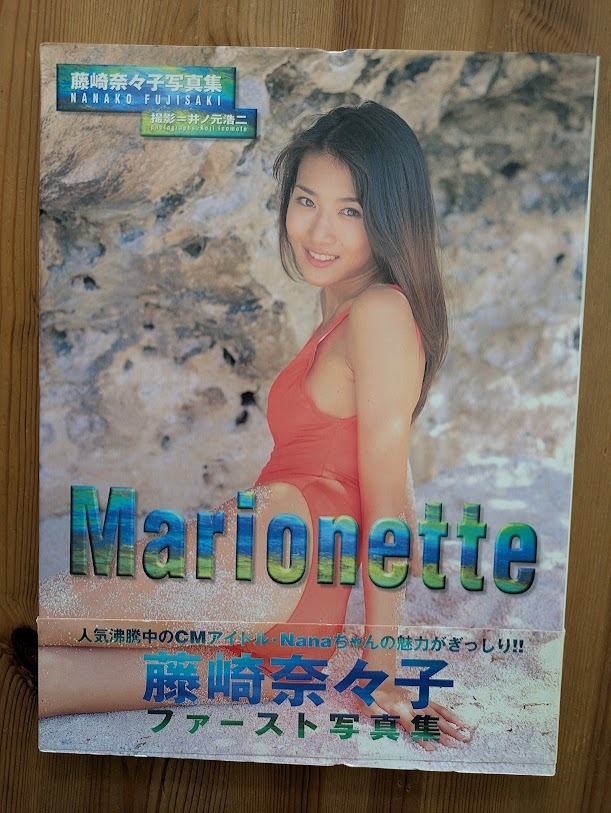 藤崎奈々子写真集
NANAKO FUJISAKI
撮影=井ノ元浩二
photographs:Koji Inomoto
Marionette
人気沸騰中のCMアイドル・Nanaちゃんの魅力がぎっしり!!
藤崎奈々子
ファースト写真集